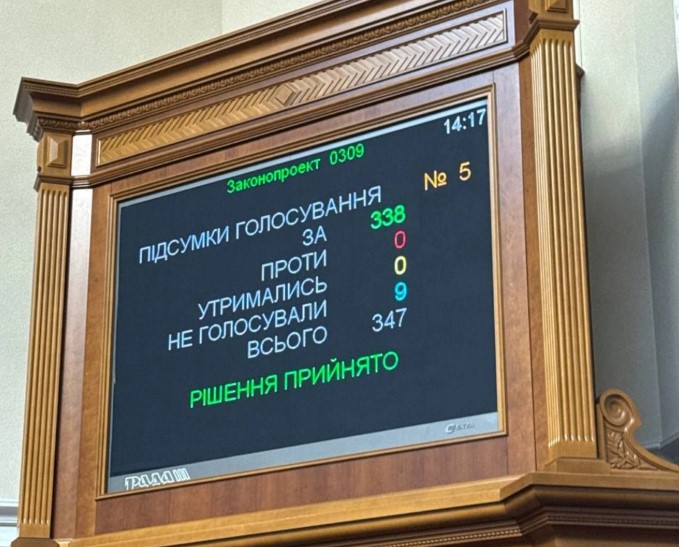 14:17
Законопроект 0309
№ 5
ПІДСУМКИ ГОЛОСУВАННЯ
ЗА 338
ПРОТИ 0
УТРИМАЛИСЬ 0
НЕ ГОЛОСУВАЛИ 9
ВСЬОГО 347
РІШЕННЯ ПРИЙНЯТО